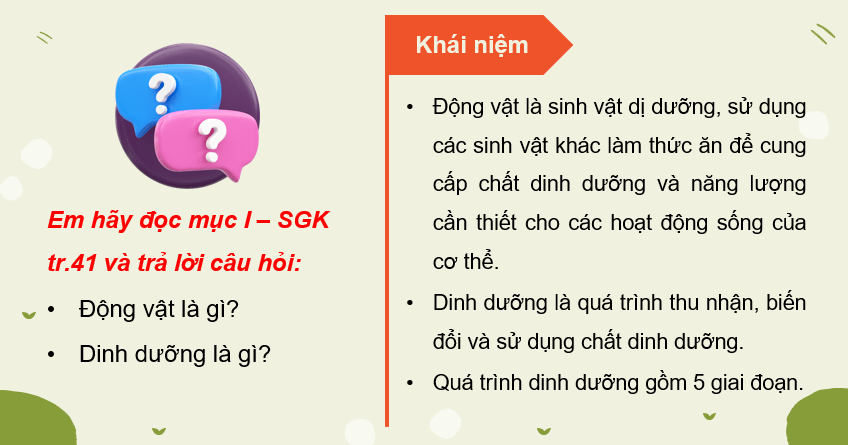 ?
?
Em hãy đọc mục I – SGK
tr.41 và trả lời câu hỏi:
• Động vật là gì?
• Dinh dưỡng là gì?
Khái niệm
• Động vật là sinh vật dị dưỡng, sử dụng
các sinh vật khác làm thức ăn để cung
cấp chất dinh dưỡng và năng lượng
cần thiết cho các hoạt động sống của
cơ thể.
• Dinh dưỡng là quá trình thu nhận, biến
đổi và sử dụng chất dinh dưỡng.
• Quá trình dinh dưỡng gồm 5 giai đoạn.